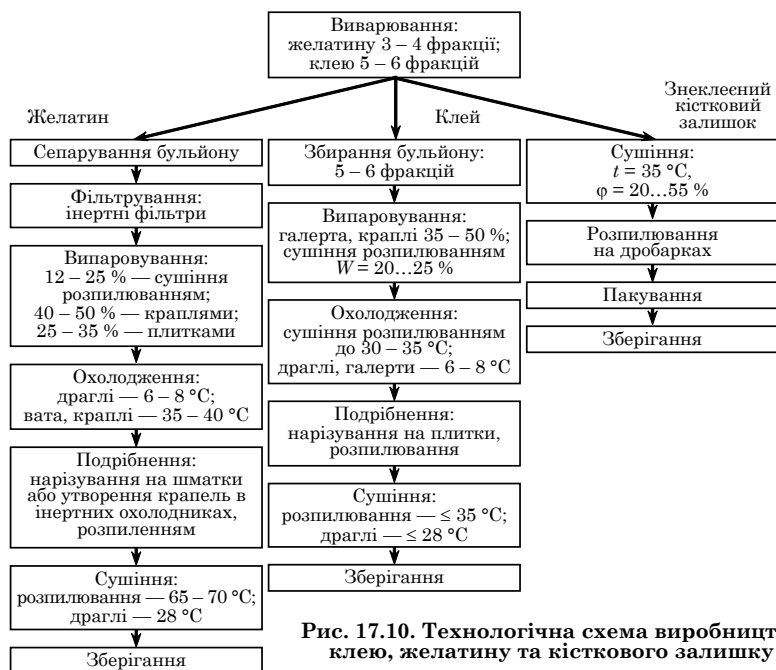 Виварювання:
желатину 3 – 4 фракції;
клею 5 – 6 фракцій
Желатин
Сепарування бульйону
Фільтрування:
інертні фільтри
Випаровування:
12 – 25 % — сушіння
розпилюванням;
40 – 50 % — краплями;
25 – 35 % — плитками
Охолодження:
драглі — 6 – 8 °С;
вата, краплі — 35 – 40 °С
Подрібнення:
нарізування на шматки
або утворення крапель в
інертних охолодниках,
розпиленням
Сушіння:
розпилювання — 65 – 70 °С;
драглі — 28 °С
Зберігання
Клей
Збирання бульйону:
5 – 6 фракцій
Випаровування:
галерта, краплі 35 – 50 %;
сушіння розпилюванням
W = 20...25 %
Охолодження:
сушіння розпилюванням
до 30 – 35 °С;
драглі, галерти — 6 – 8 °С
Подрібнення:
нарізування на плитки,
розпилювання
Сушіння:
розпилювання — ≤ 35 °С;
драглі — ≤ 28 °С
Зберігання
Знеклеєний
кістковий
залишок
Сушіння:
t = 35 °С,
φ = 20...55 %
Розпилювання
на дробарках
Пакування
Зберігання
Рис. 17.10. Технологічна схема виробницт
клею, желатину та кісткового залишку